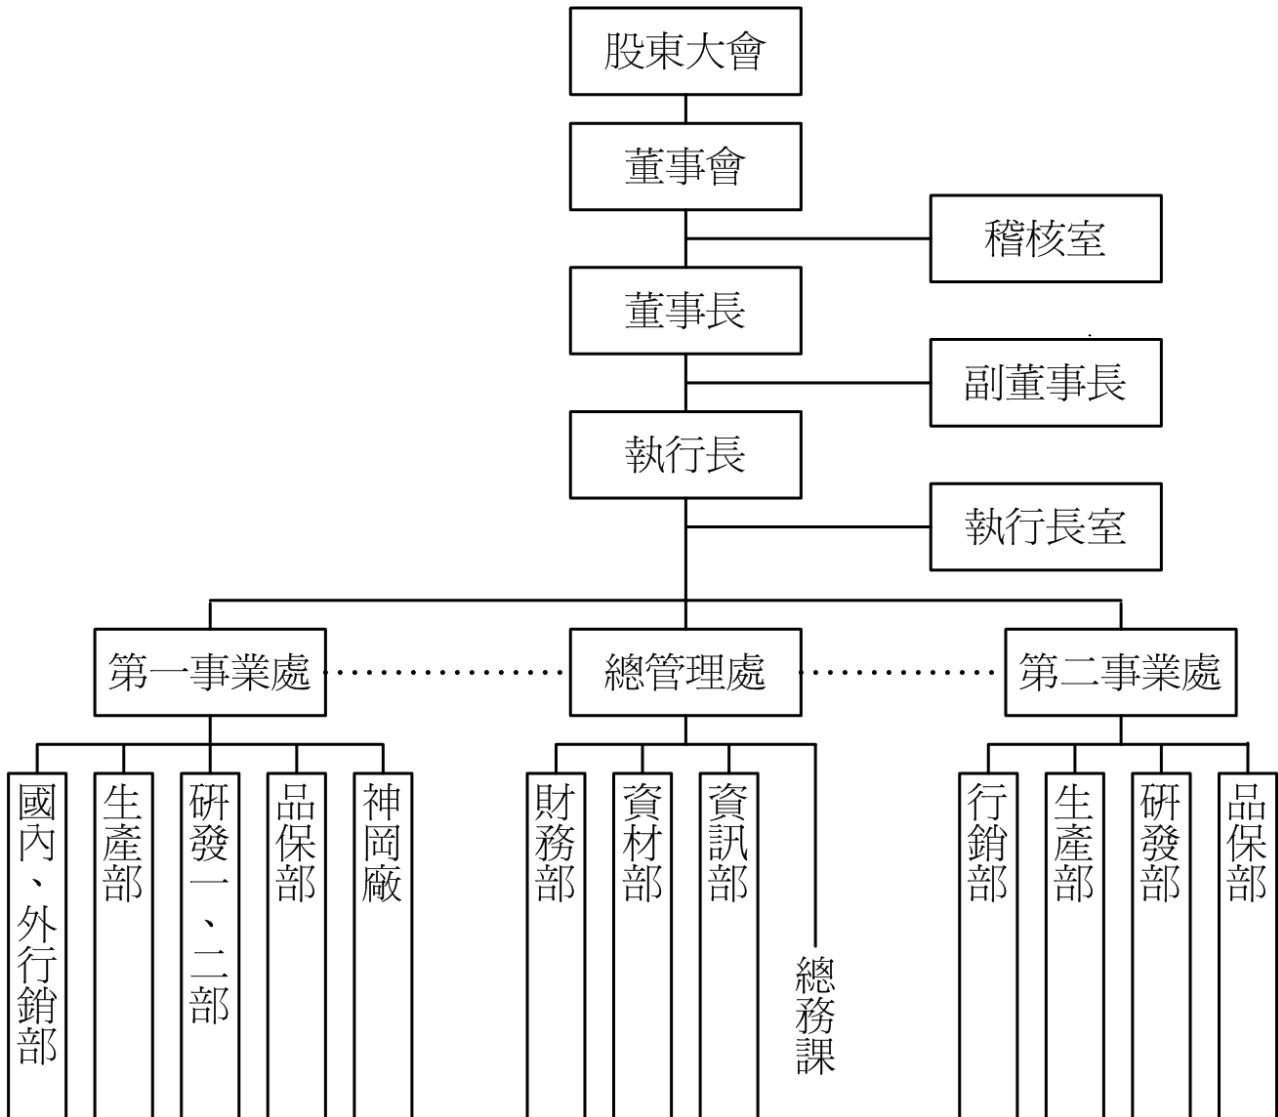 股東大會
董事會
稽核室
董事長
副董事長
執行長
執行長室
第一事業處
總管理處
第二事業處
國內、外行銷部
生產部
研發一、二部
品保部
神岡廠
財務部
資材部
資訊部
總務課
行銷部
生產部
研發部
品保部